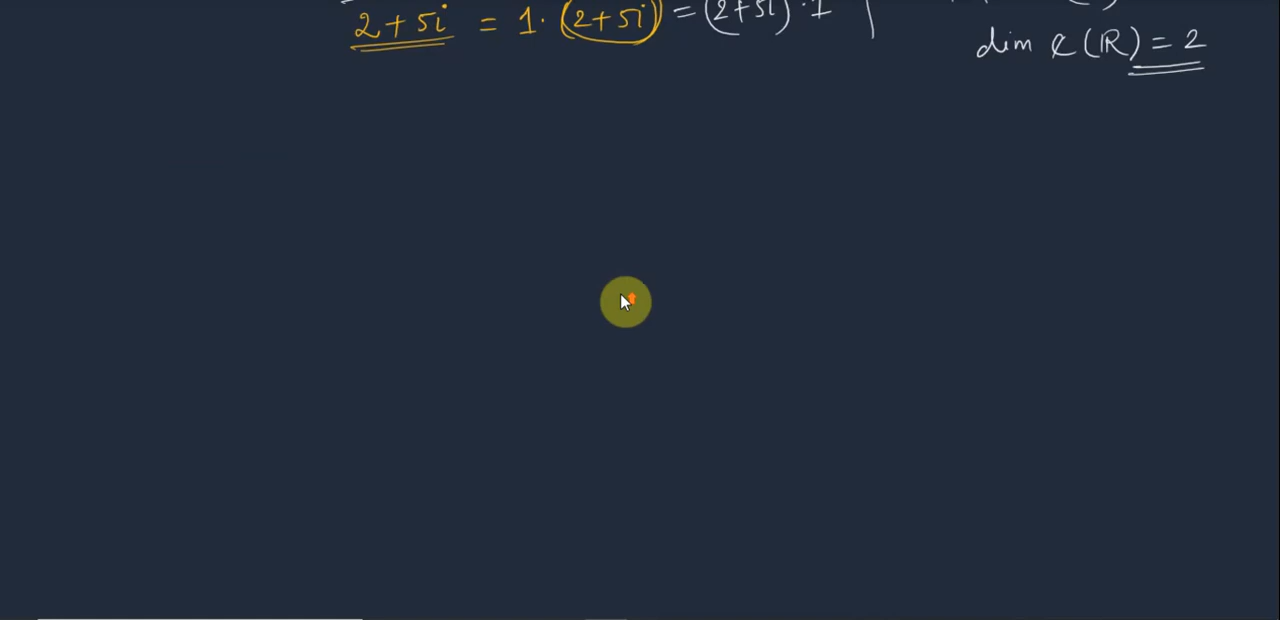 2 + 5i = 1 · (2 + 5i) = (2 + 5i) · 1
dim ℂ(ℝ) = 2